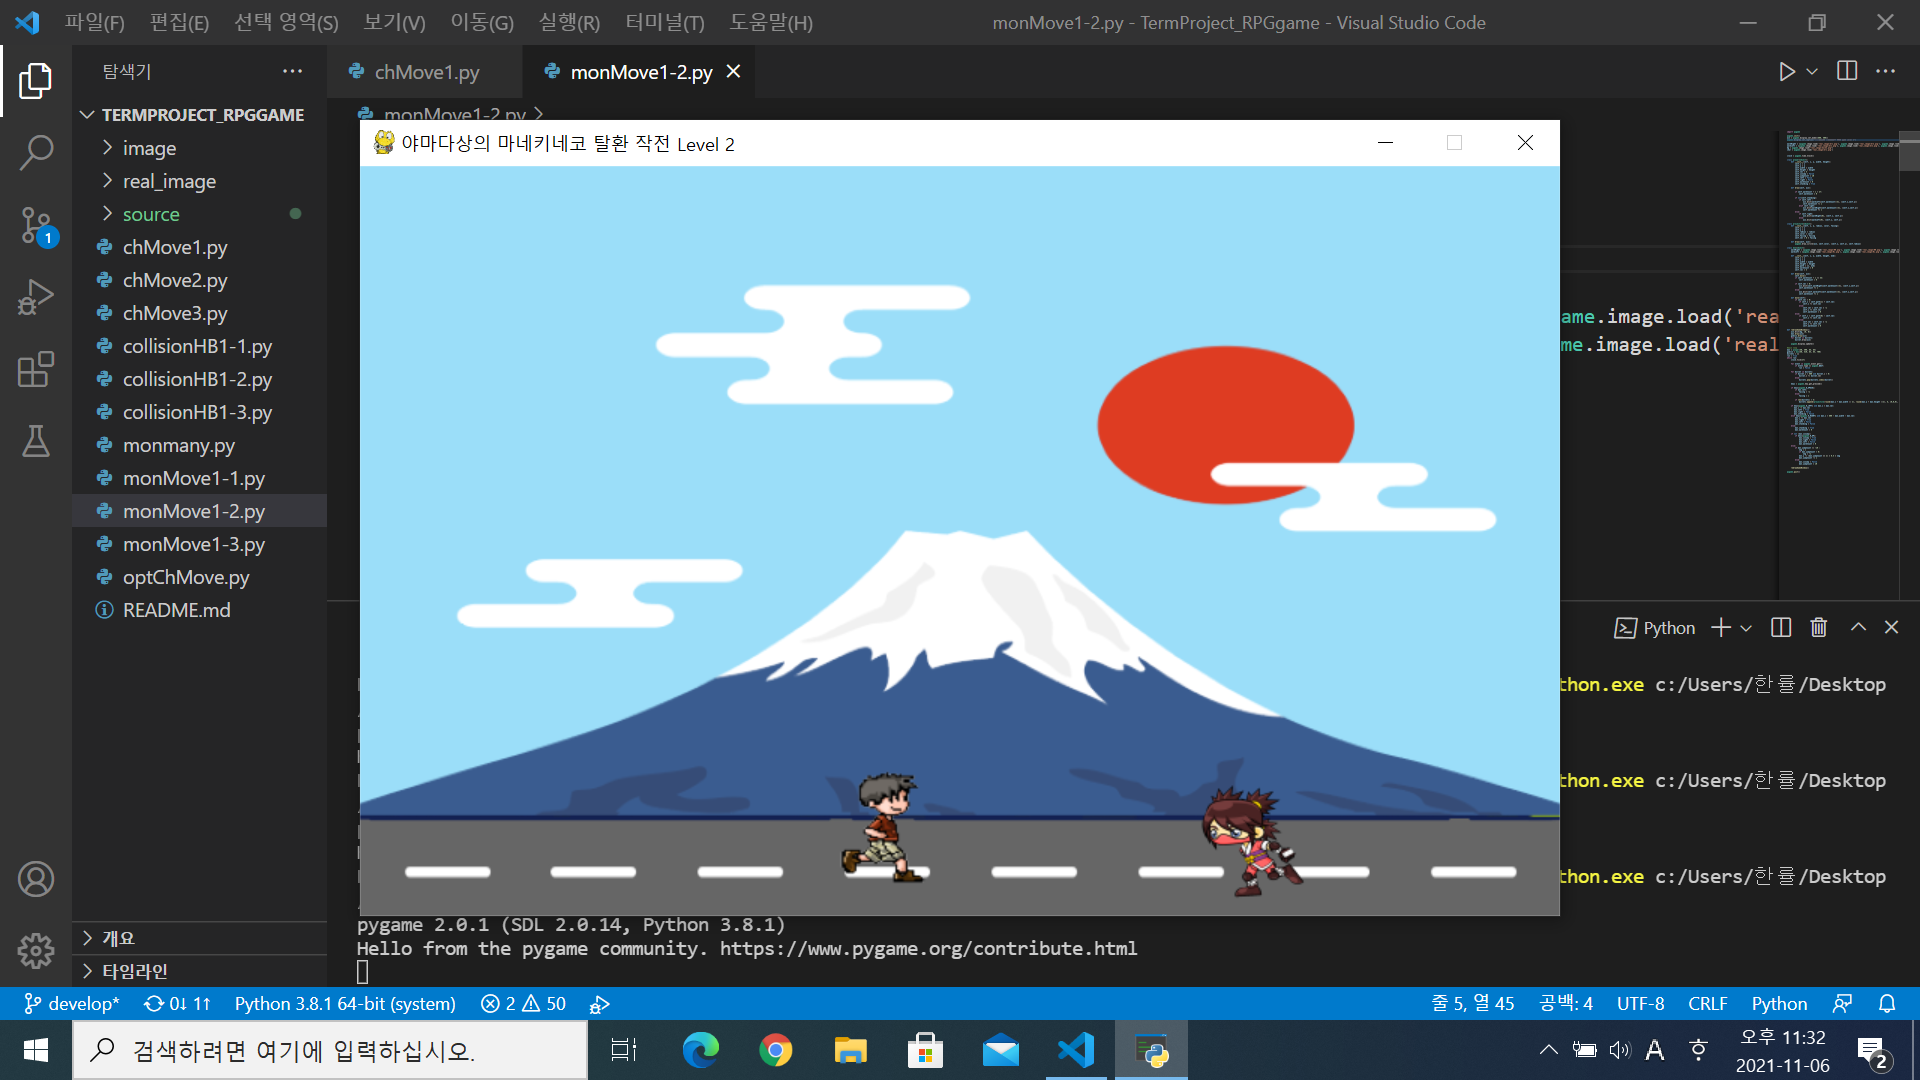 파일(F) 편집(E) 선택 영역(S) 보기(V) 이동(G) 실행(R) 터미널(T) 도움말(H)
monMove1-2.py - TermProject_RPGgame - Visual Studio Code
탐색기
chMove1.py
monMove1-2.py
TERMPROJECT_RPGGAME
image
real_image
source
chMove1.py
chMove2.py
chMove3.py
collisionHB1-1.py
collisionHB1-2.py
collisionHB1-3.py
monmany.py
monMove1-1.py
monMove1-2.py
monMove1-3.py
optChMove.py
README.md
개요
타임라인
monMove1-2.py
야마다상의 마네키네코 탈환 작전 Level 2
ame.image.load('rea
me.image.load('real
Python
thon.exe c:/Users/한률/Desktop
thon.exe c:/Users/한률/Desktop
thon.exe c:/Users/한률/Desktop
pygame 2.0.1 (SDL 2.0.14, Python 3.8.1)
Hello from the pygame community. https://www.pygame.org/contribute.html
1
develop* 0↓ 1↑ Python 3.8.1 64-bit (system) 2 50
줄 5, 열 45 공백: 4 UTF-8 CRLF Python
검색하려면 여기에 입력하십시오.
A
오후 11:32
2021-11-06
2